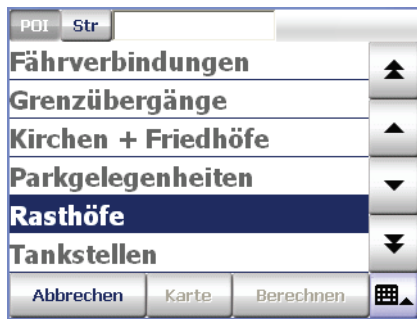 POI Str
Fährverbindungen
Grenzübergänge
Kirchen + Friedhöfe
Parkgelegenheiten
Rasthöfe
Tankstellen
Abbrechen Karte Berechnen